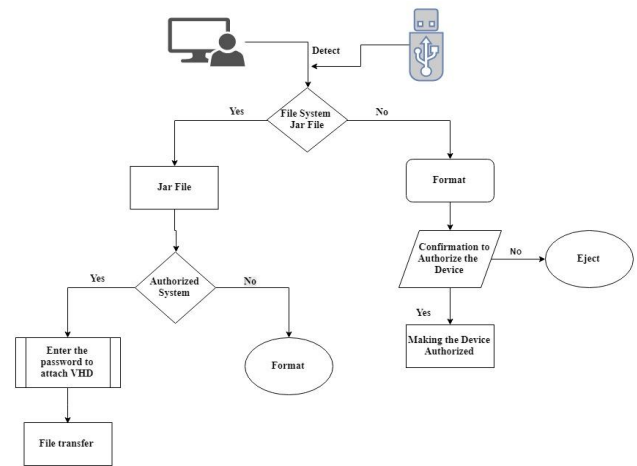 Detect
File System
Jar File
Yes
No
Jar File
Format
Confirmation to
Authorize the
Device
No
Eject
Authorized
System
Yes
No
Yes
Enter the
password to
attach VHD
Format
Making the Device
Authorized
File transfer